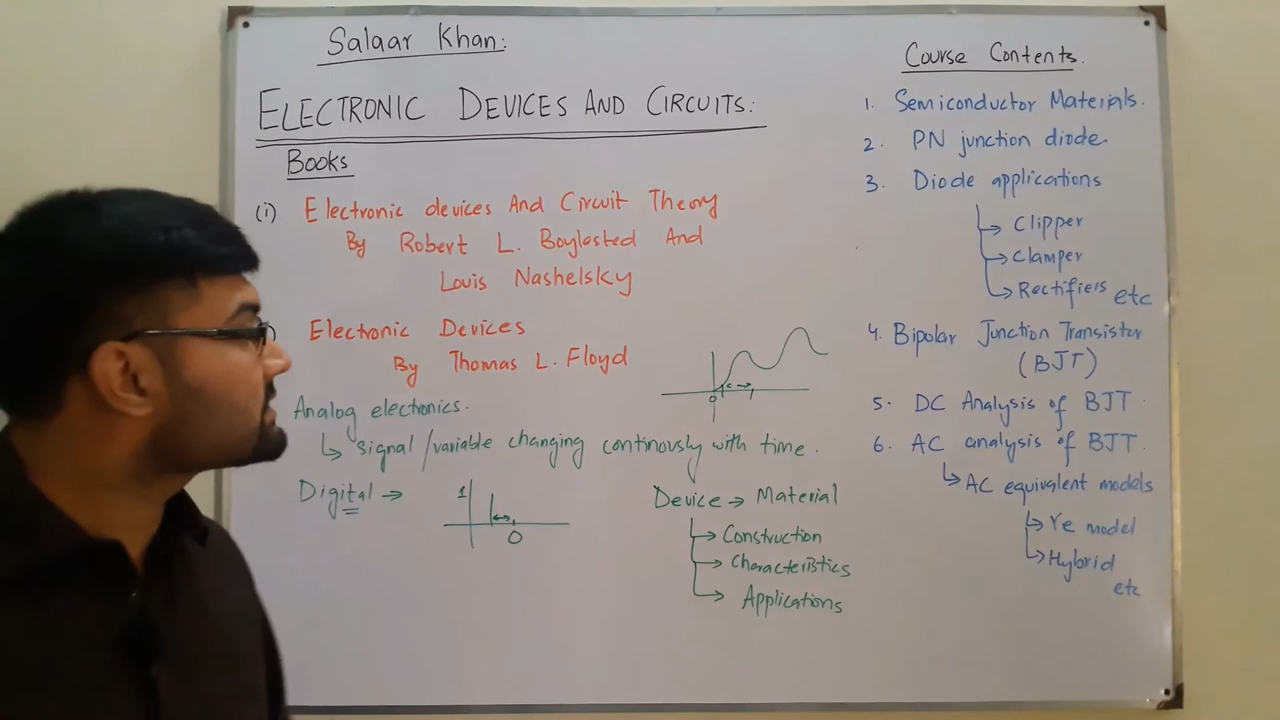 Salaar Khan:
ELECTRONIC DEVICES AND CIRCUITS:
Books
(i) Electronic devices And Circuit Theory
By Robert L. Boylasted And
Louis Nashelsky
) Electronic Devices
By Thomas L. Floyd
0
Analog electronics.
↳ Signal/variable changing continously with time.
Digital →
1
0
Device → Material
→ Construction
→ Characteristics
→ Applications
Course Contents.
1. Semiconductor Materials.
2. PN junction diode.
3. Diode applications
→ Clipper
→ Clamper
→ Rectifiers etc
4. Bipolar Junction Transister
(BJT)
5. DC Analysis of BJT.
6. AC analysis of BJT.
↳ AC equivalent models
↳ re model
↳ Hybrid
etc